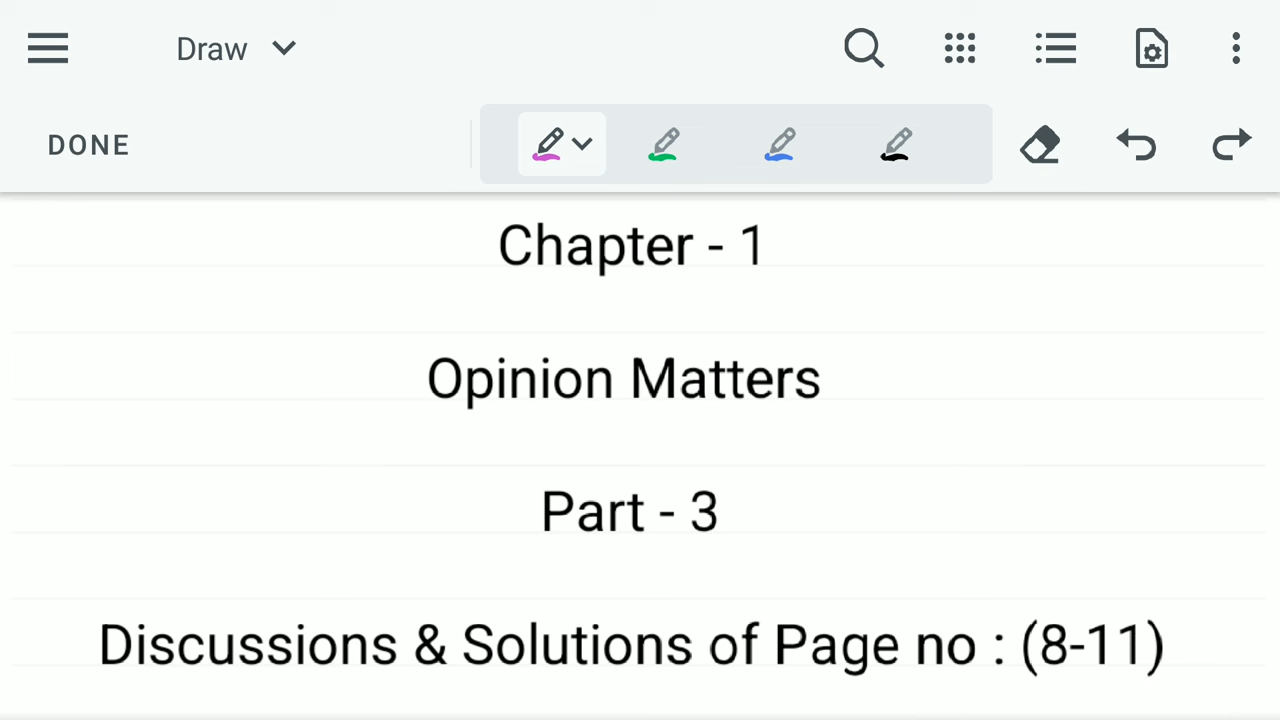 Draw
DONE
Chapter - 1
Opinion Matters
Part - 3
Discussions & Solutions of Page no : (8-11)